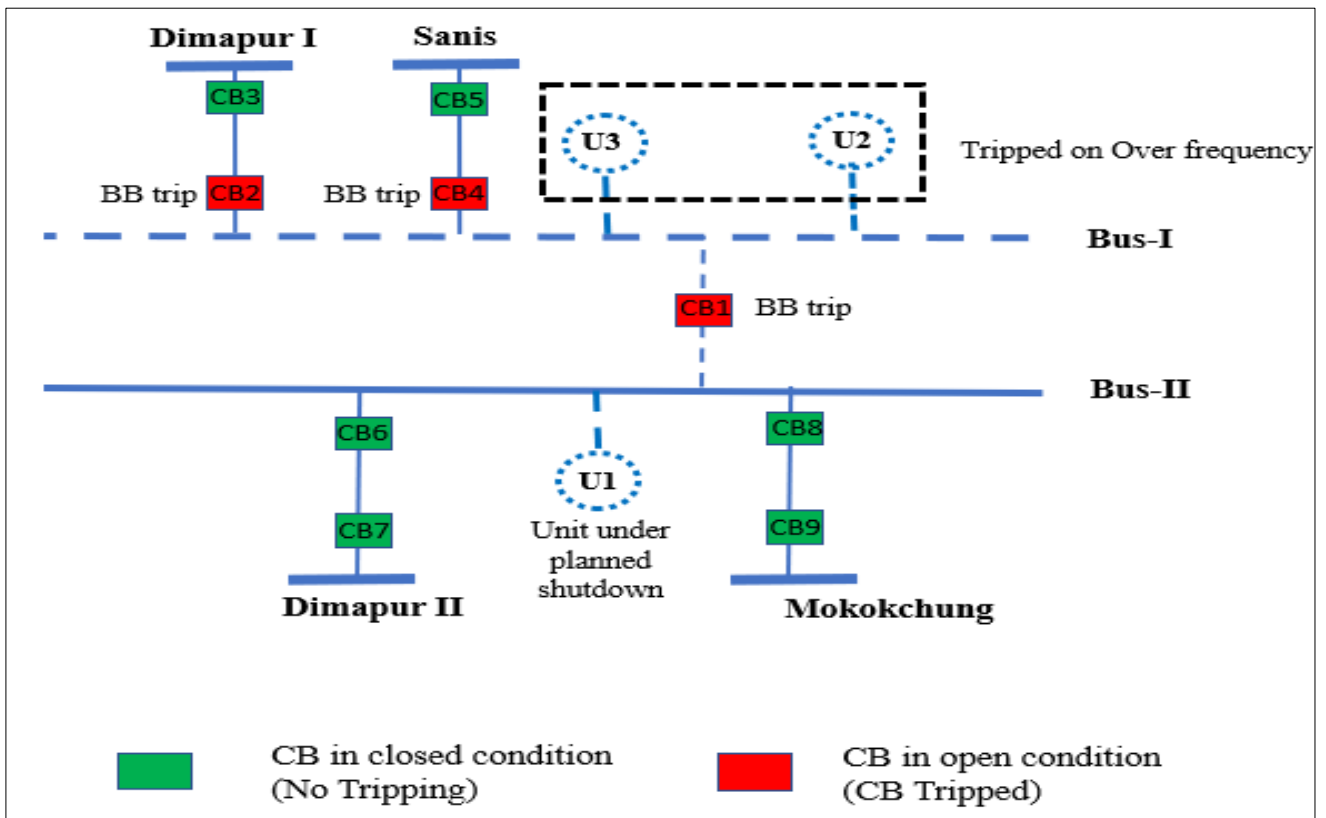 Dimapur I
Sanis
CB3
CB5
U3
U2
Tripped on Over frequency
BB trip
CB2
BB trip
CB4
Bus-I
CB1
BB trip
Bus-II
CB6
CB8
U1
CB7
CB9
Unit under
planned
shutdown
Dimapur II
Mokokchung
CB in closed condition
(No Tripping)
CB in open condition
(CB Tripped)